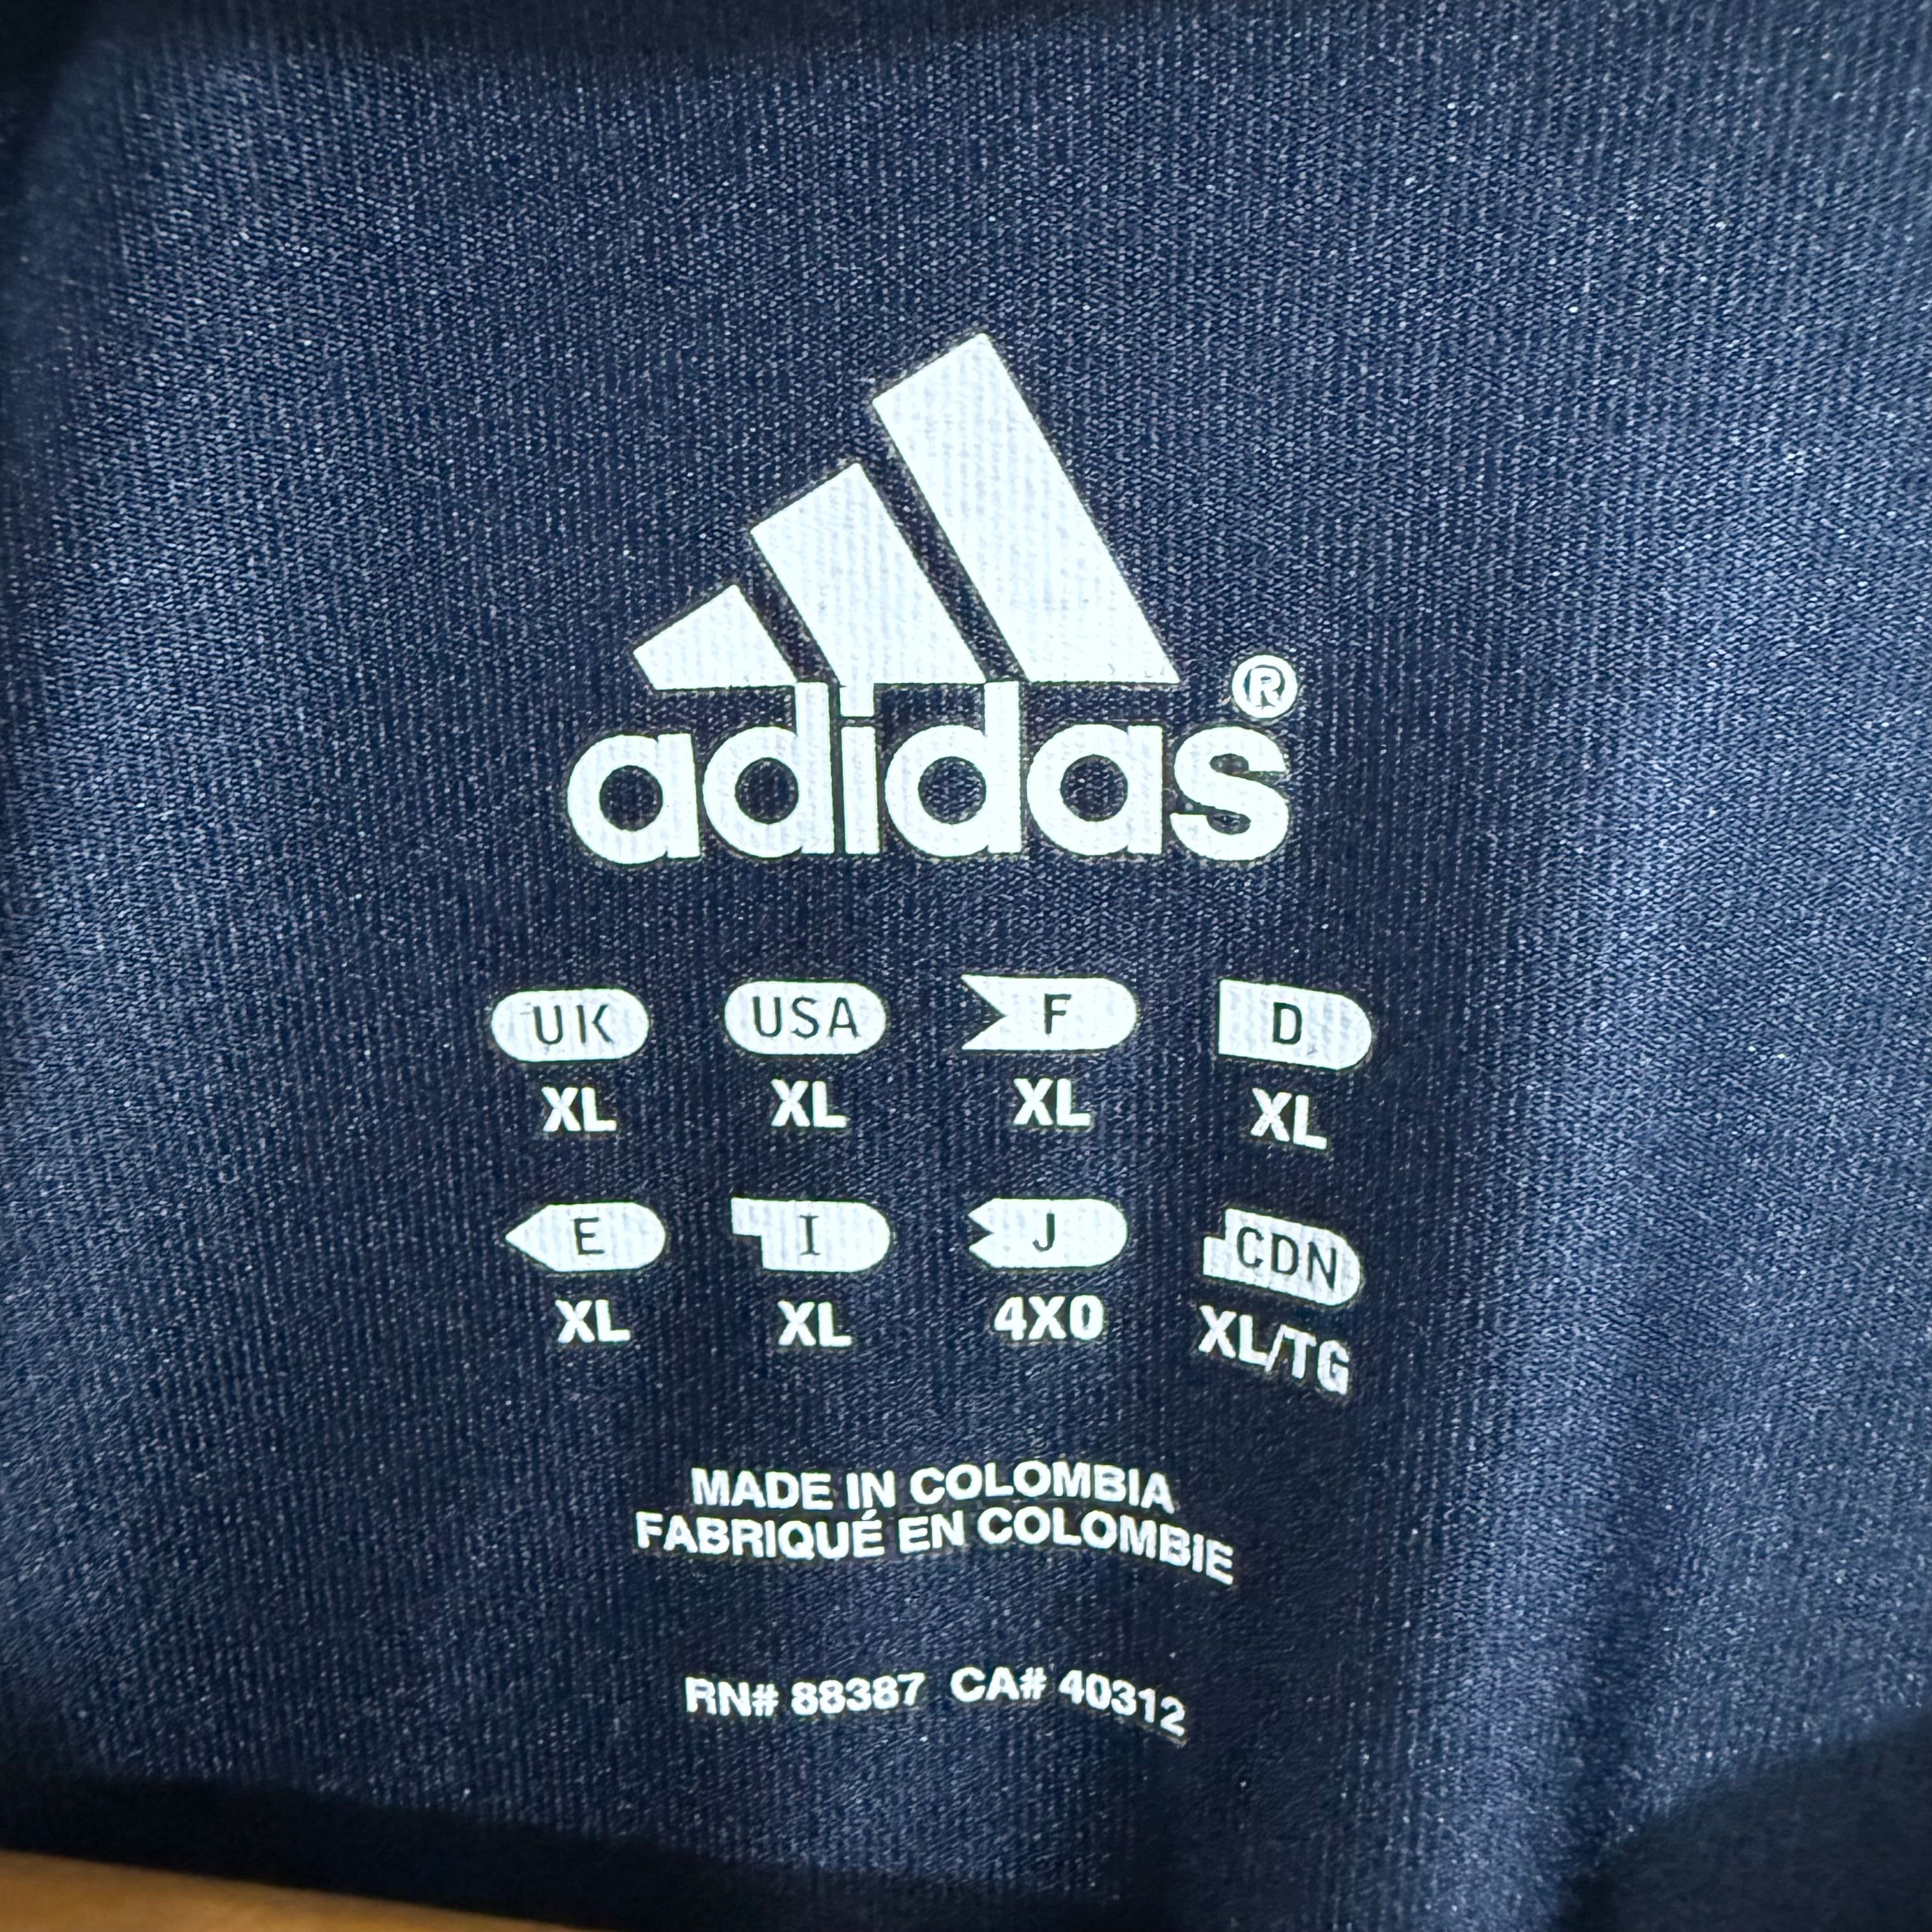 adidas®
UK USA F D
XL XL XL XL
E I J CDN
XL XL 4XO XL/TG
MADE IN COLOMBIA
FABRIQUÉ EN COLOMBIE
RN# 88387 CA# 40312